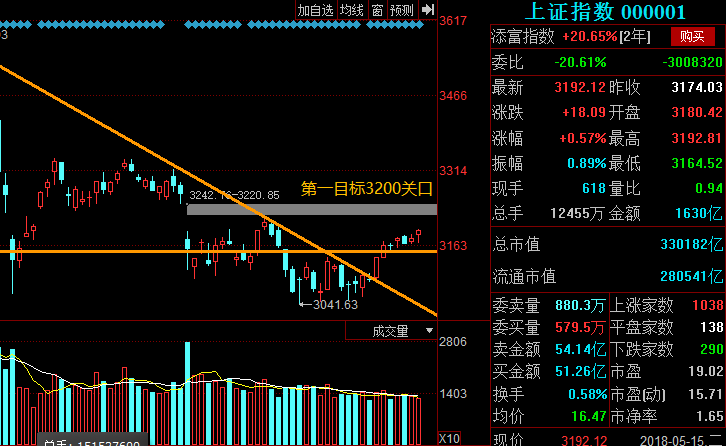 加自选 均线 窗 预测
3617
3466
3314
3242.76-3220.85
第一目标3200关口
3163
3041.63
成交量
2806
1403
X10
上证指数 000001
添富指数 +20.65%[2年] 购买
委比 -20.61% -3008320
最新 3192.12 昨收 3174.03
涨跌 +18.09 开盘 3180.42
涨幅 +0.57% 最高 3192.81
振幅 0.89% 最低 3164.52
现手 618 量比 0.94
总手 12455万 金额 1630亿
总市值 330182亿
流通市值 280541亿
委卖量 880.3万 上涨家数 1038
委买量 579.5万 平盘家数 138
卖金额 54.14亿 下跌家数 290
买金额 51.26亿 市盈 19.02
换手 0.58% 市盈(动) 15.71
均价 16.47 市净率 1.65
现价 3192.12 2018-05-15,二